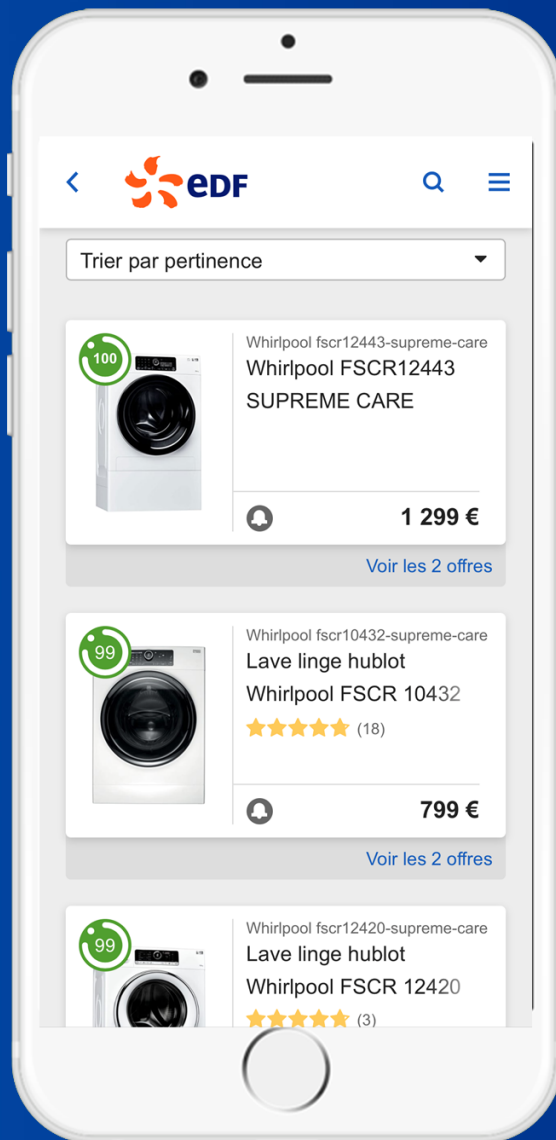 eDF
Trier par pertinence
100
Whirlpool fscr12443-supreme-care
Whirlpool FSCR12443
SUPREME CARE
1 299 €
Voir les 2 offres
99
Whirlpool fscr10432-supreme-care
Lave linge hublot
Whirlpool FSCR 10432
(18)
799 €
Voir les 2 offres
99
Whirlpool fscr12420-supreme-care
Lave linge hublot
Whirlpool FSCR 12420
(3)